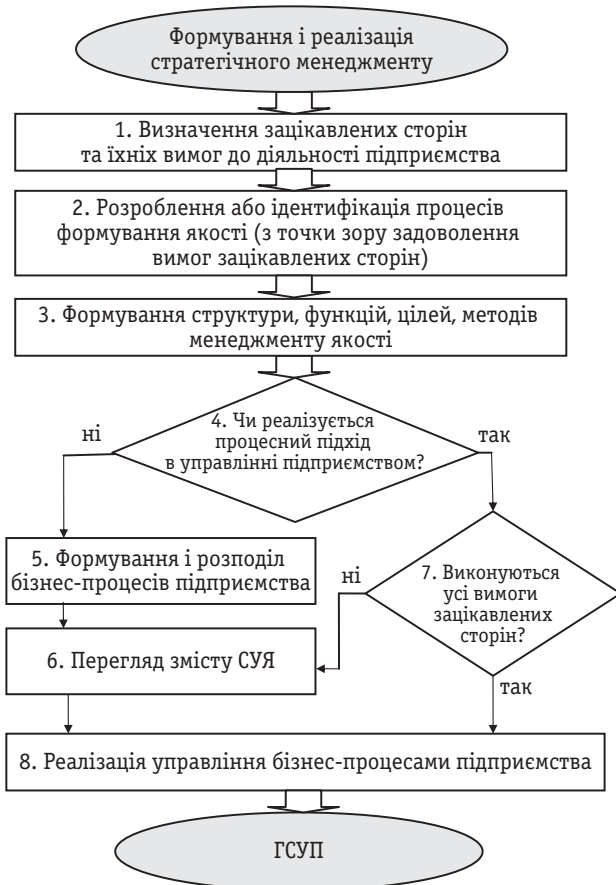 Формування і реалізація
стратегічного менеджменту
1. Визначення зацікавлених сторін
та їхніх вимог до діяльності підприємства
2. Розроблення або ідентифікація процесів
формування якості (з точки зору задоволення
вимог зацікавлених сторін)
3. Формування структури, функцій, цілей, методів
менеджменту якості
4. Чи реалізується
процесний підхід
в управлінні підприємством?
ні
так
5. Формування і розподіл
бізнес-процесів підприємства
ні
7. Виконуються
усі вимоги
зацікавлених
сторін?
6. Перегляд змісту СУЯ
так
8. Реалізація управління бізнес-процесами підприємства
ГСУП